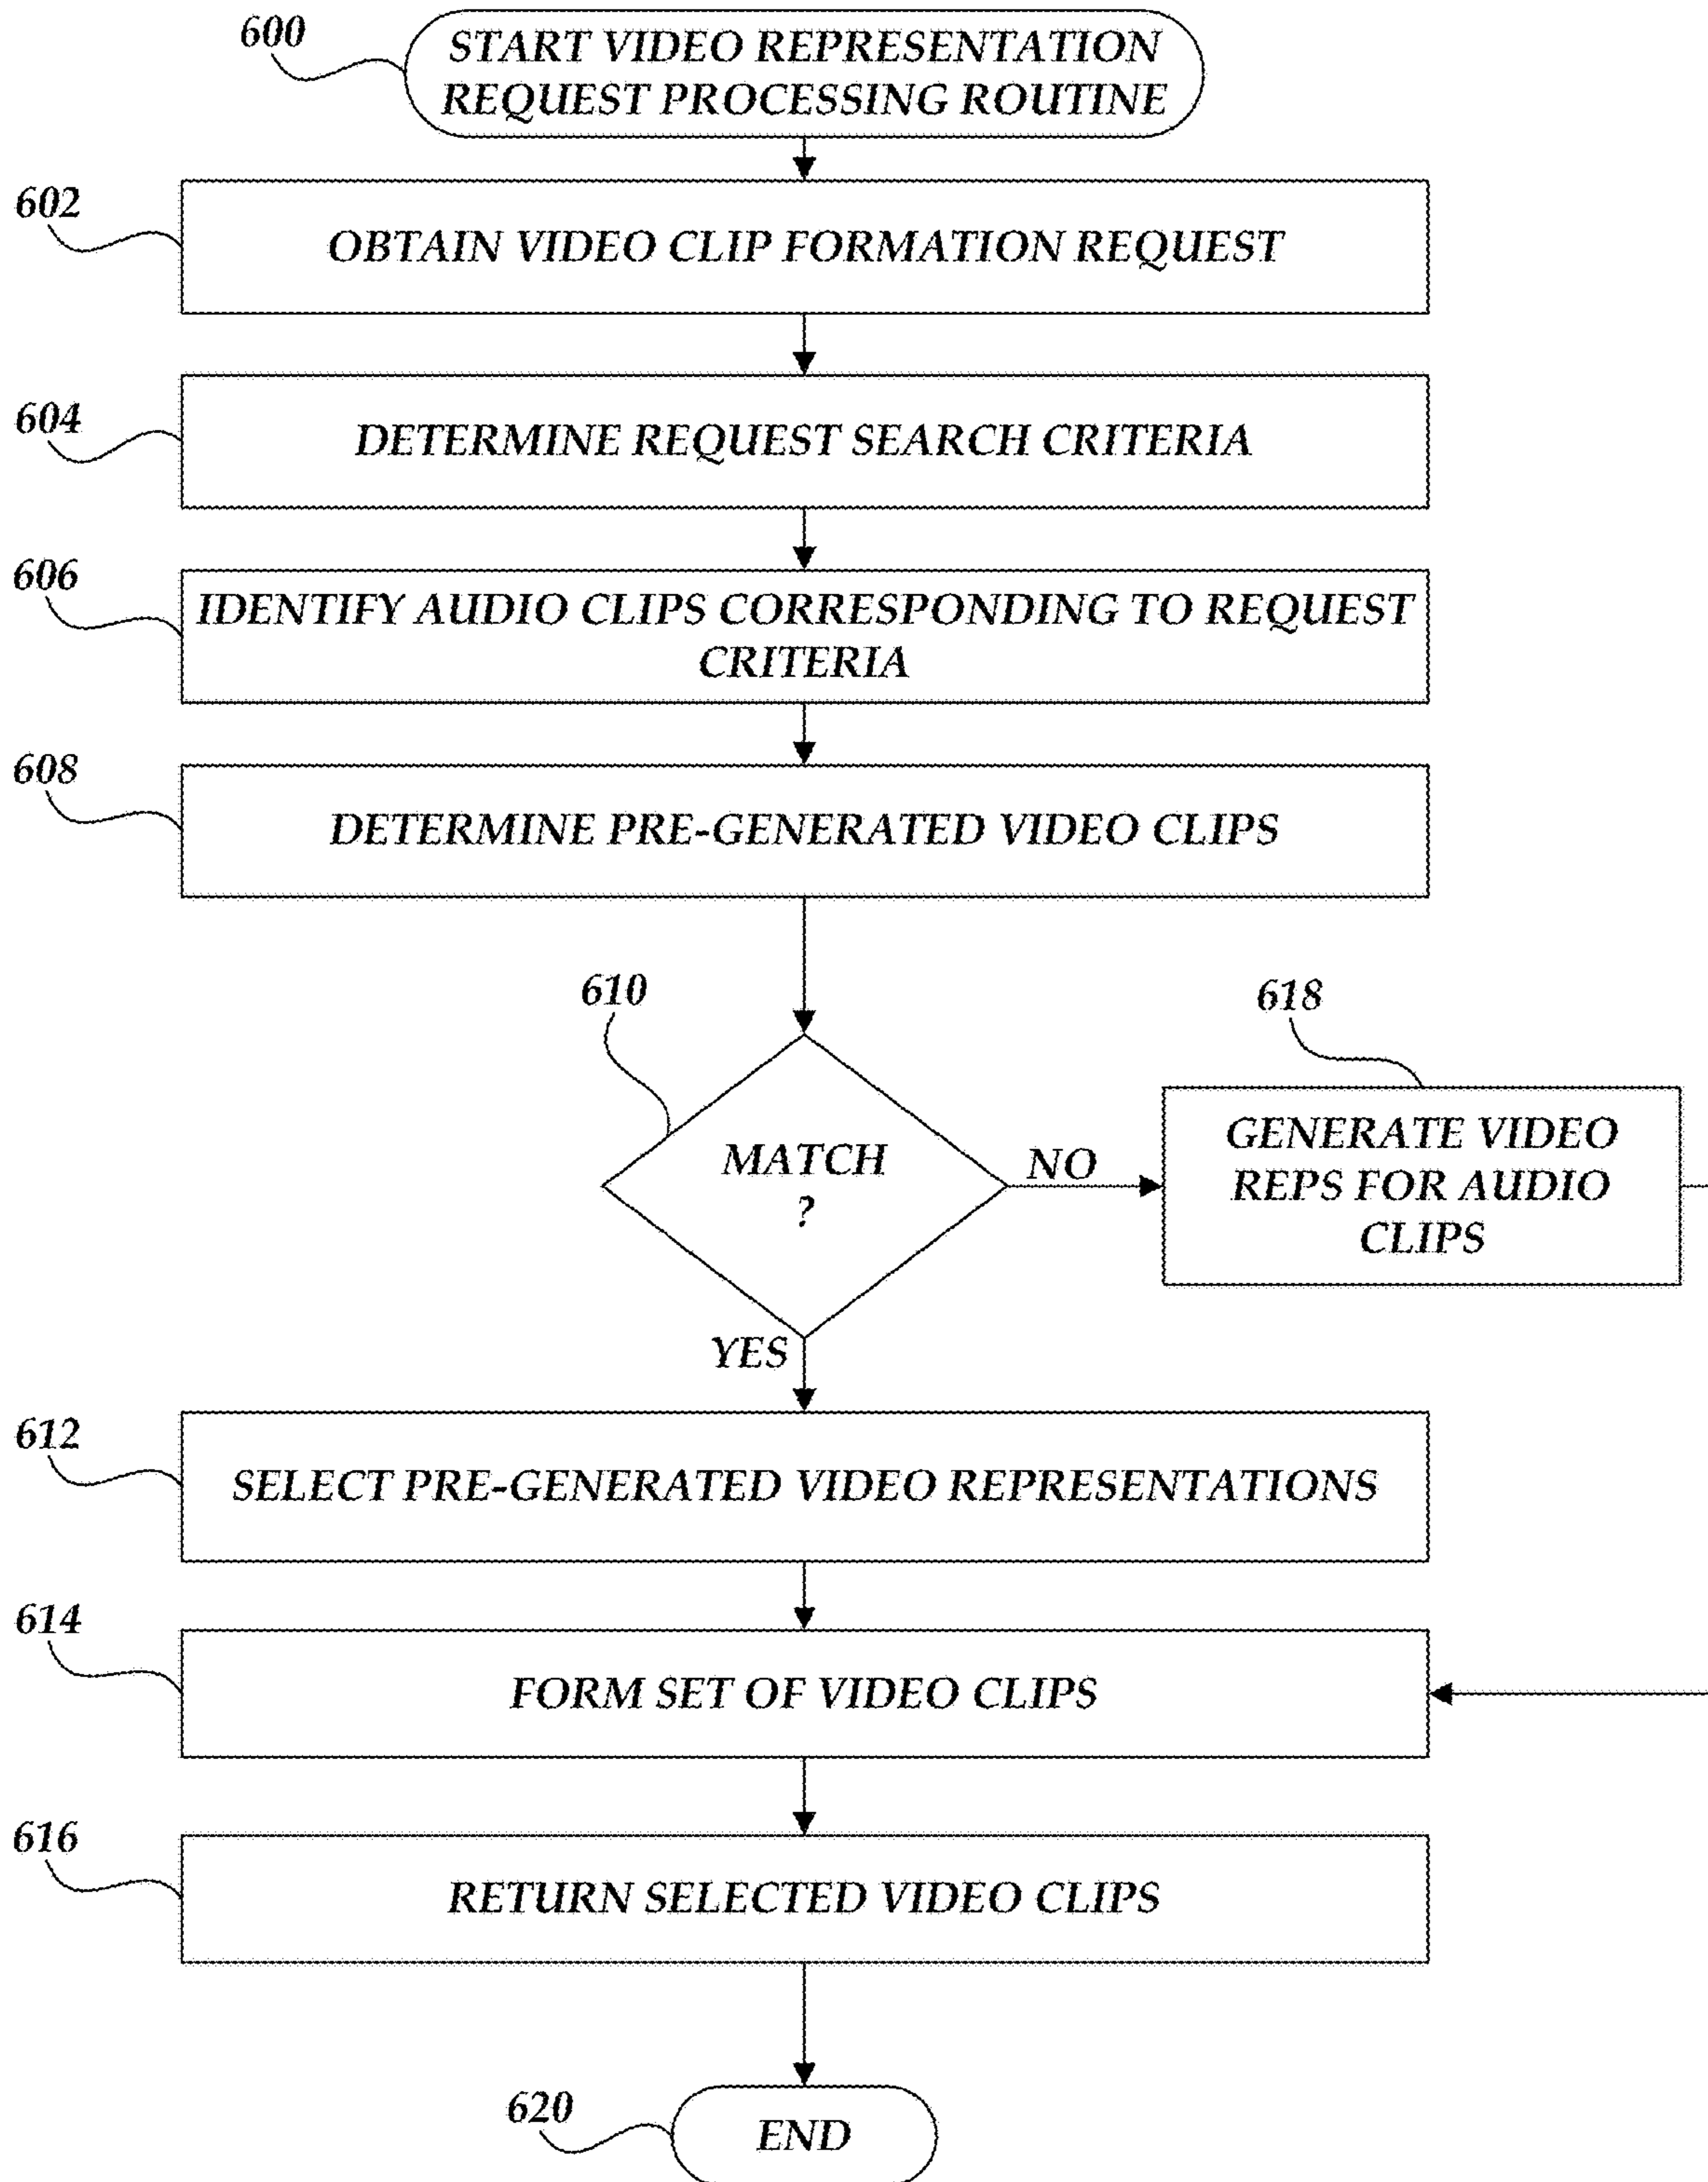 600
START VIDEO REPRESENTATION
REQUEST PROCESSING ROUTINE
602
OBTAIN VIDEO CLIP FORMATION REQUEST
604
DETERMINE REQUEST SEARCH CRITERIA
606
IDENTIFY AUDIO CLIPS CORRESPONDING TO REQUEST
CRITERIA
608
DETERMINE PRE-GENERATED VIDEO CLIPS
610
MATCH
?
NO
618
GENERATE VIDEO
REPS FOR AUDIO
CLIPS
YES
612
SELECT PRE-GENERATED VIDEO REPRESENTATIONS
614
FORM SET OF VIDEO CLIPS
616
RETURN SELECTED VIDEO CLIPS
620
END